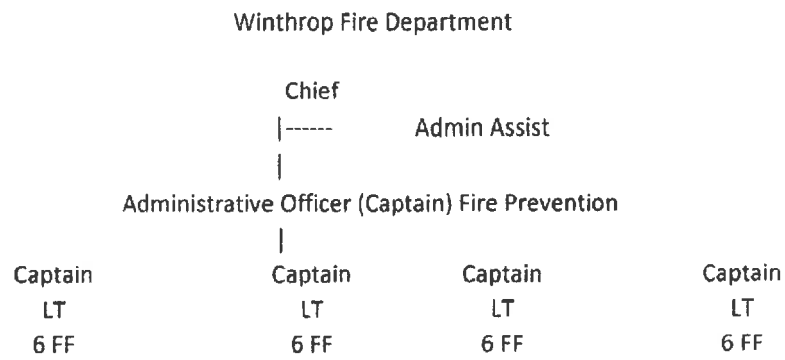 Winthrop Fire Department
Chief
|------ Admin Assist
|
Administrative Officer (Captain) Fire Prevention
|
Captain Captain Captain Captain
LT LT LT LT
6 FF 6 FF 6 FF 6 FF